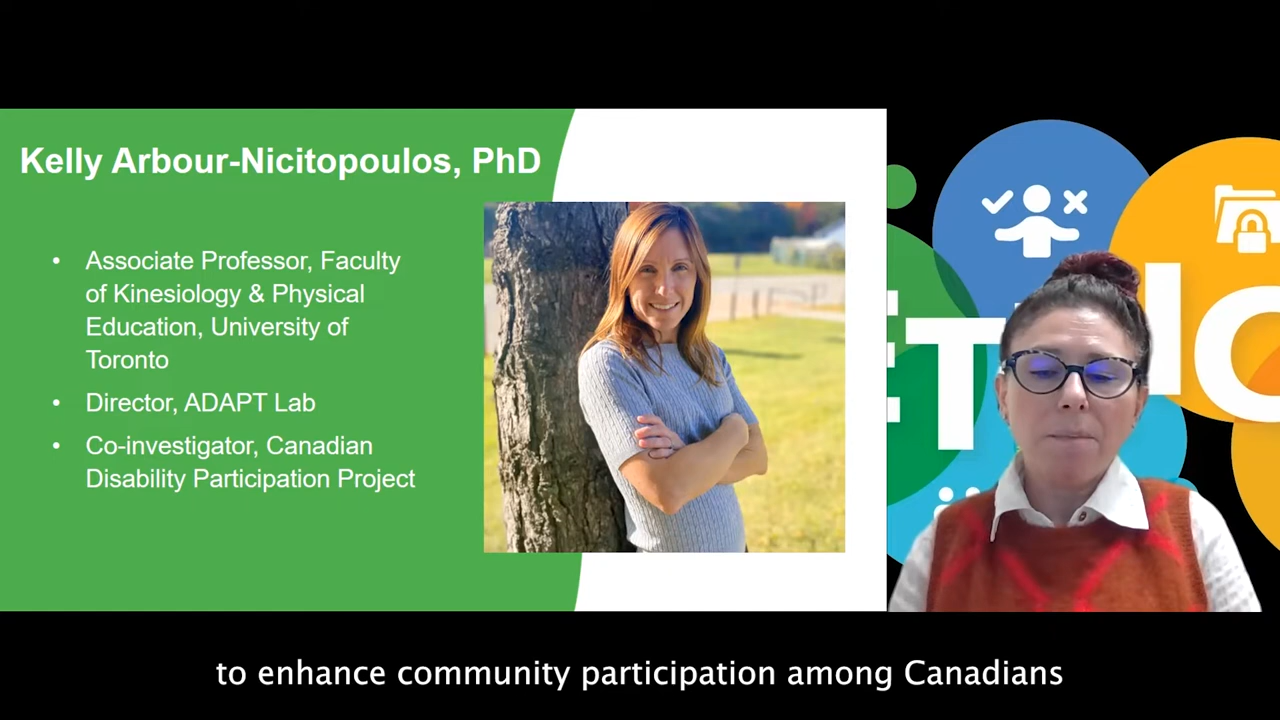 Kelly Arbour-Nicitopoulos, PhD
• Associate Professor, Faculty
of Kinesiology & Physical
Education, University of
Toronto
• Director, ADAPT Lab
• Co-investigator, Canadian
Disability Participation Project
to enhance community participation among Canadians